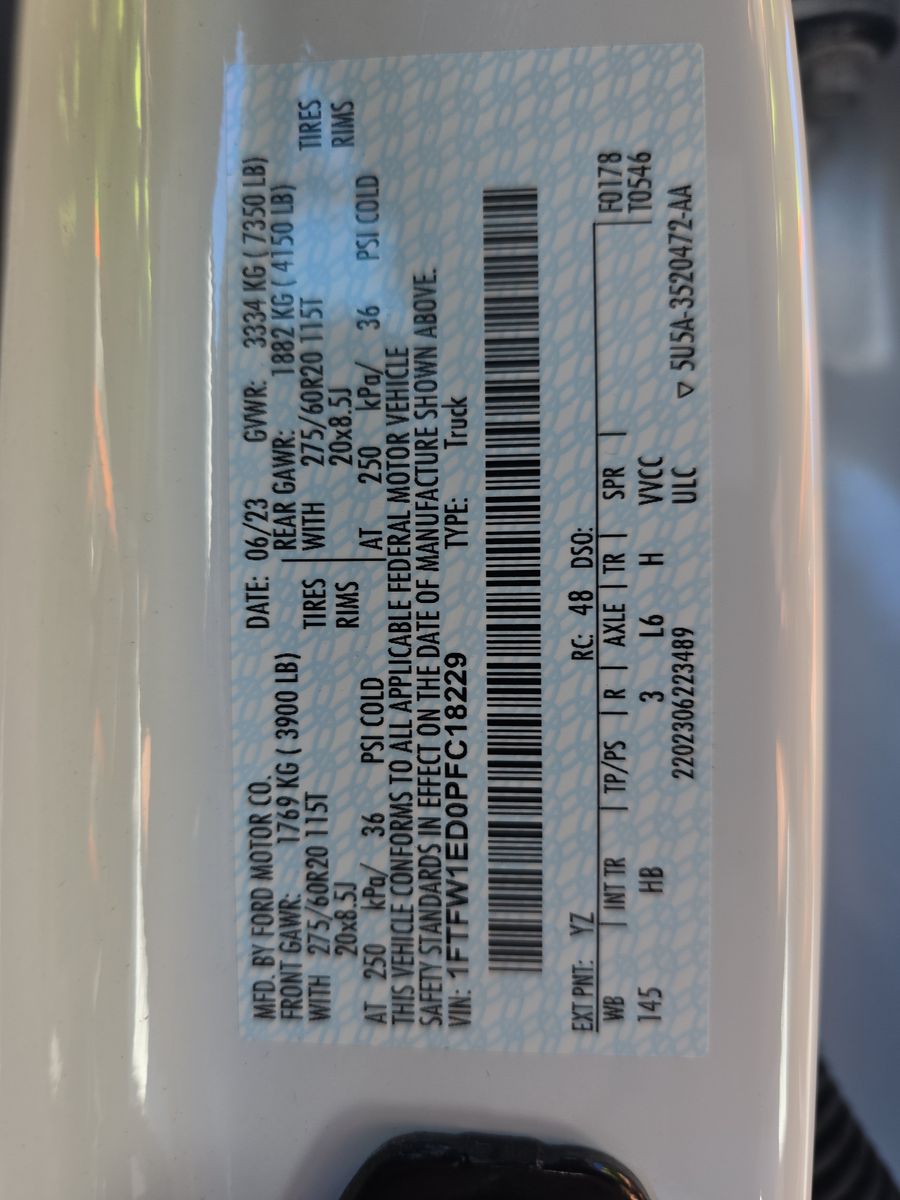 MFD. BY FORD MOTOR CO. DATE: 06/23 GVWR: 3334 KG ( 7350 LB)
FRONT GAWR: 1769 KG ( 3900 LB) REAR GAWR: 1882 KG ( 4150 LB)
WITH 275/60R20 115T TIRES WITH 275/60R20 115T TIRES
20x8.5J RIMS 20x8.5J RIMS
AT 250 kPa/ 36 PSI COLD AT 250 kPa/ 36 PSI COLD
THIS VEHICLE CONFORMS TO ALL APPLICABLE FEDERAL MOTOR VEHICLE
SAFETY STANDARDS IN EFFECT ON THE DATE OF MANUFACTURE SHOWN ABOVE.
VIN: 1FTFW1ED0PFC18229 TYPE: Truck
EXT PNT: YZ RC: 48 DSO:
WB | INT TR | TP/PS | R | AXLE | TR | SPR | F0178
T0546
145 HB 3 L6 H VVCC
2202306223489 ULC ▽ 5U5A-3520472-AA